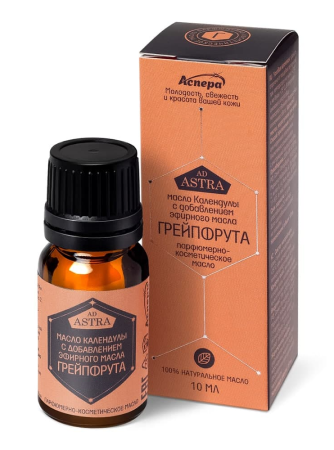 Аспера
Молодость, свежесть
и красота вашей кожи
AD
ASTRA
масло Календулы
с добавлением
эфирного масла
ГРЕЙПФРУТА
парфюмерно-
косметическое
масло
100% НАТУРАЛЬНОЕ МАСЛО
10 МЛ
AD
ASTRA
МАСЛО КАЛЕНДУЛЫ
С ДОБАВЛЕНИЕМ
ЭФИРНОГО МАСЛА
ГРЕЙПФРУТА
ПАРФЮМЕРНО-КОСМЕТИЧЕСКОЕ МАСЛО